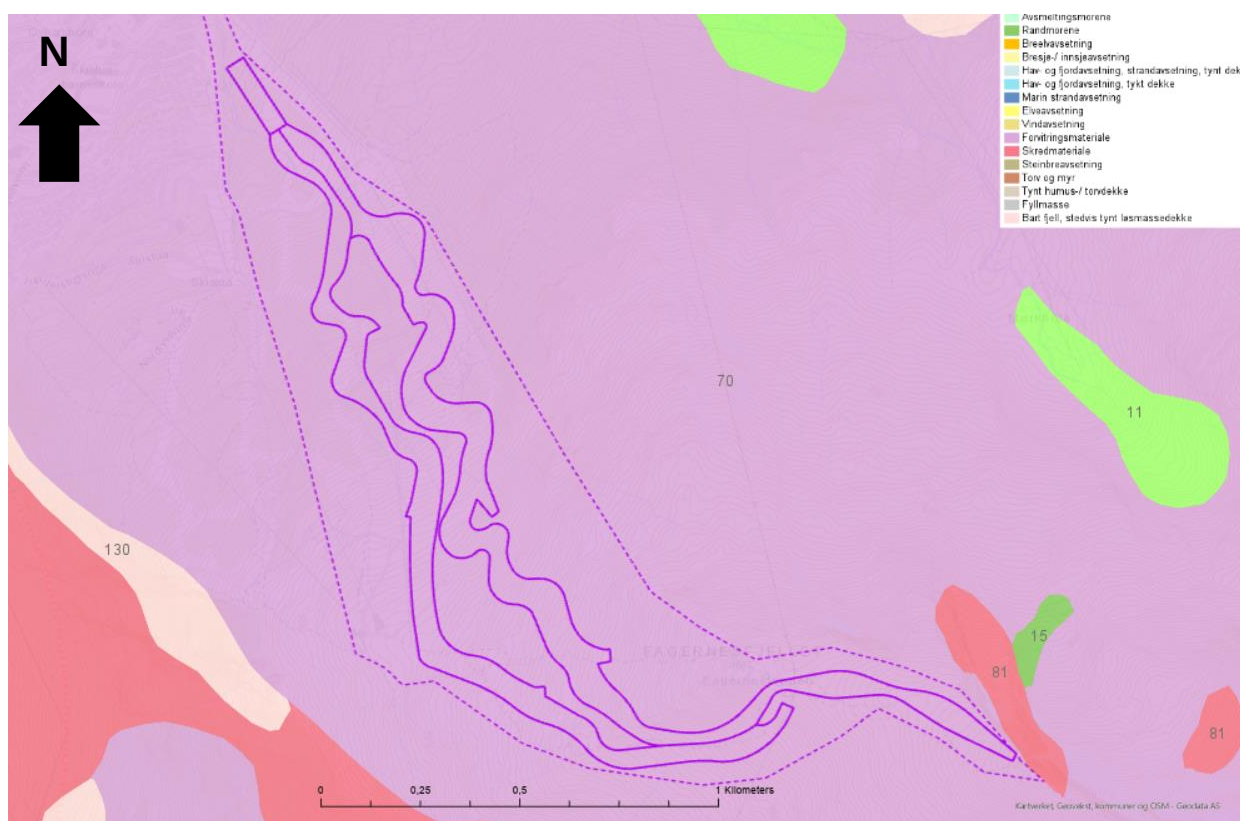 N
Avsmeltingsmorene
Randmorene
Breelvavsetning
Bresjø-/ innsjøavsetning
Hav- og fjordavsetning, strandavsetning, tynt dek
Hav- og fjordavsetning, tykt dekke
Marin strandavsetning
Elveavsetning
Vindavsetning
Forvitringsmateriale
Skredmateriale
Steinbreavsetning
Torv og myr
Tynt humus-/ torvdekke
Fyllmasse
Bart fjell, stedvis tynt løsmassedekke
70
11
130
15
FAGERNESFJELLET
81
81
0
0,25
0,5
1 Kilometers
Kartverket, Geovekst, kommuner og OSM - Geodata AS